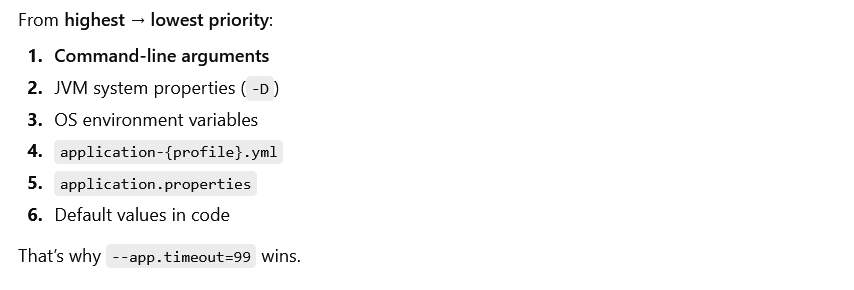 From highest → lowest priority:
1. Command-line arguments
2. JVM system properties (-D)
3. OS environment variables
4. application-{profile}.yml
5. application.properties
6. Default values in code
That’s why --app.timeout=99 wins.